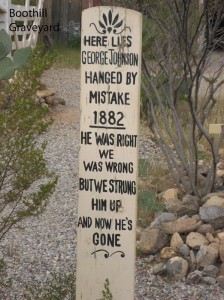 Boothill
Graveyard
HERE LIES
GEORGE JOHNSON
HANGED BY
MISTAKE
1882
HE WAS RIGHT
WE
WAS WRONG
BUT WE STRUNG
HIM UP
AND NOW HE'S
GONE